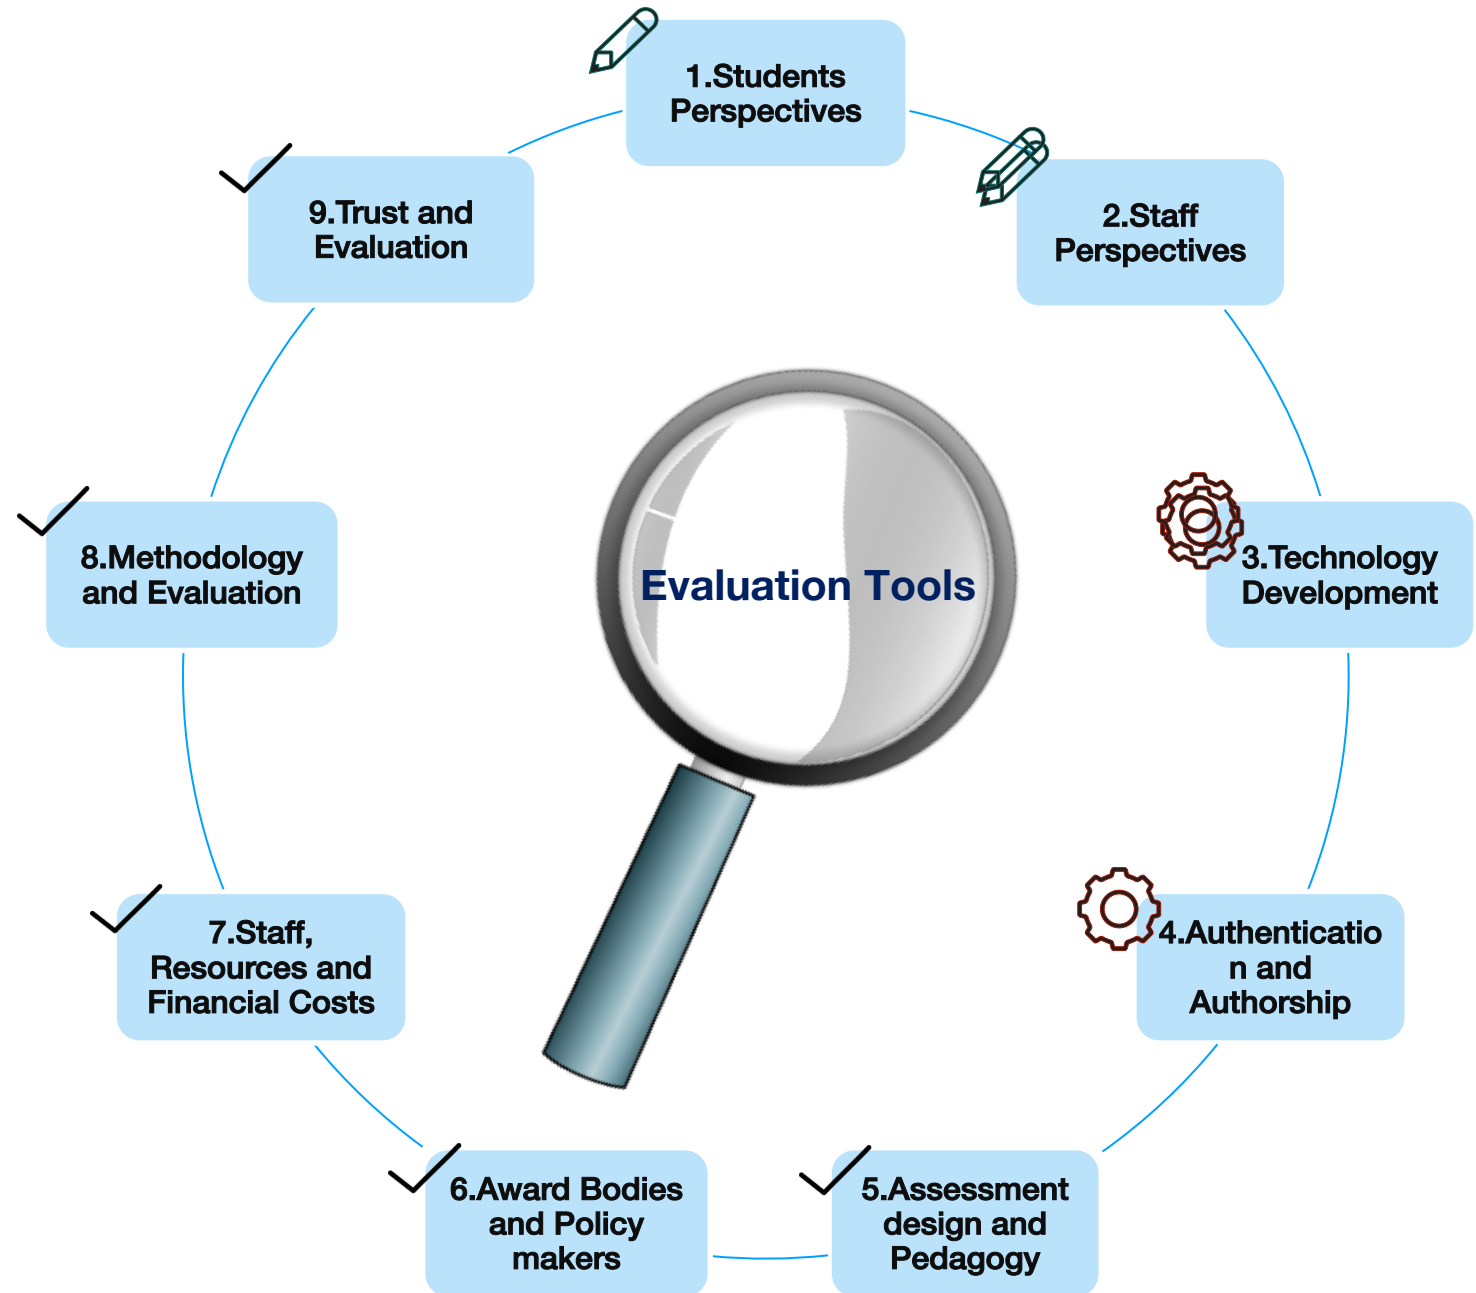 1.Students
Perspectives
2.Staff
Perspectives
3.Technology
Development
4.Authenticatio
n and
Authorship
5.Assessment
design and
Pedagogy
6.Award Bodies
and Policy
makers
7.Staff,
Resources and
Financial Costs
8.Methodology
and Evaluation
9.Trust and
Evaluation
Evaluation Tools